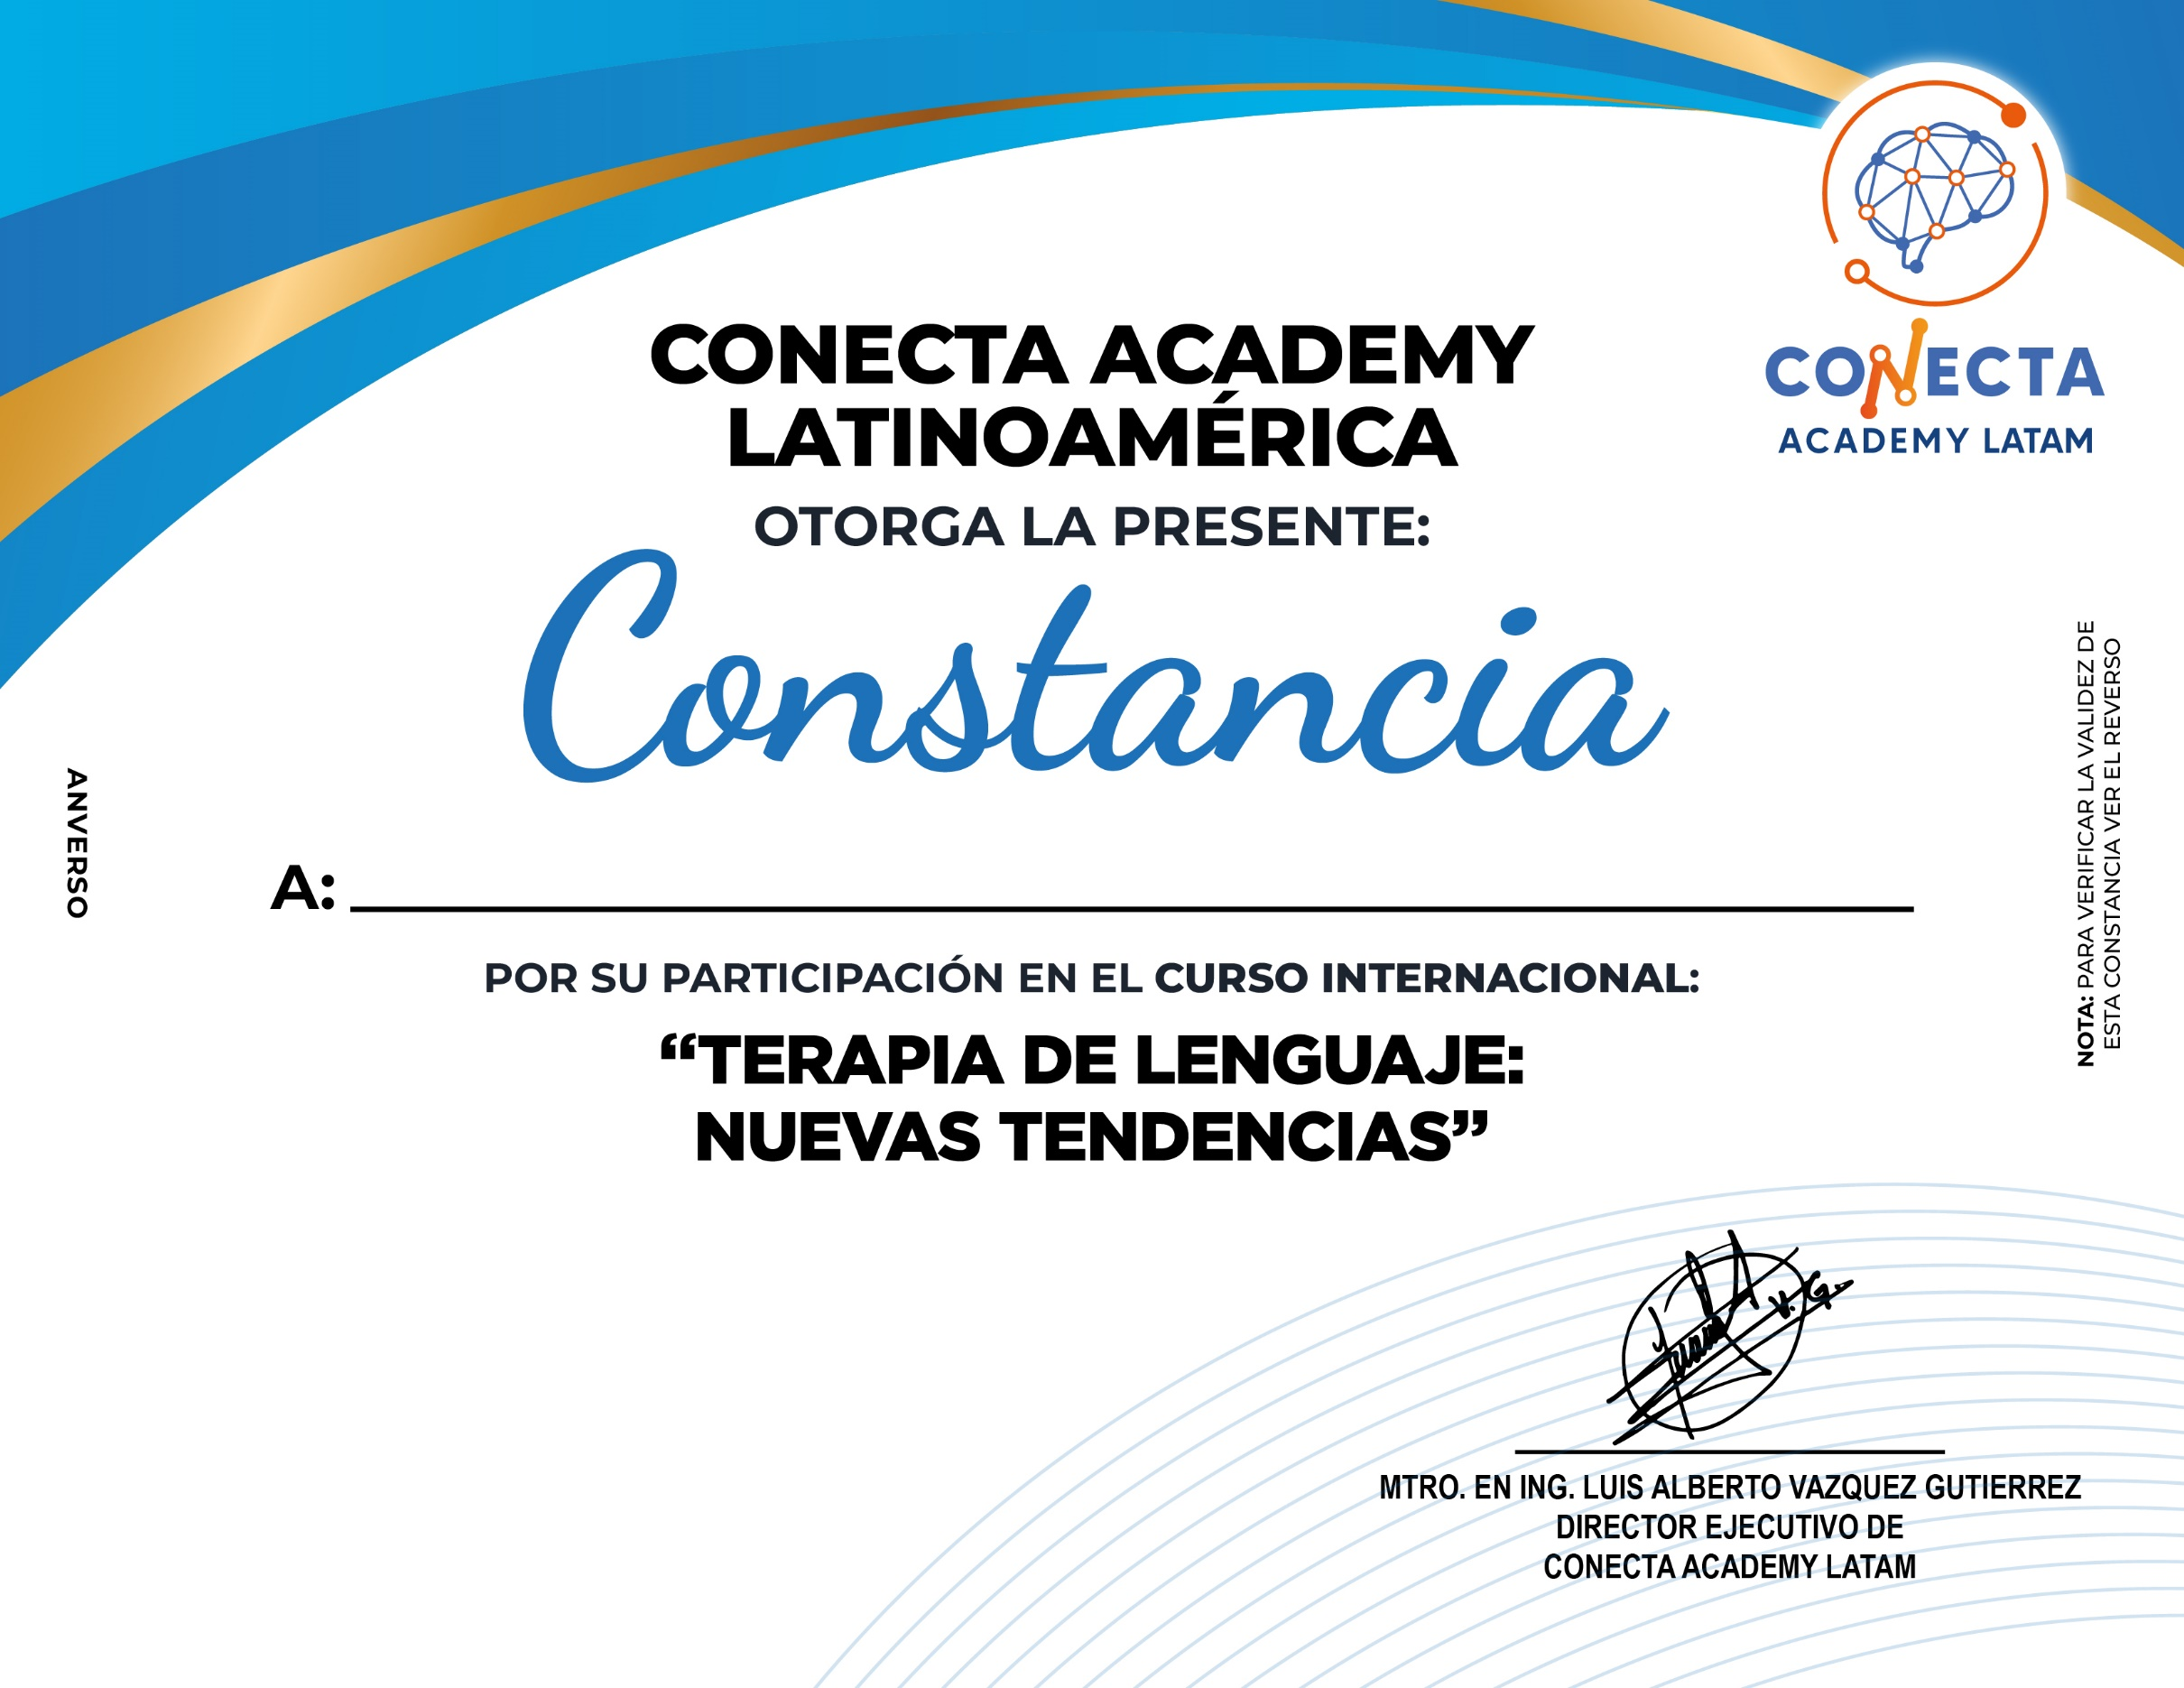 CONECTA
ACADEMY LATAM
CONECTA ACADEMY
LATINOAMÉRICA
OTORGA LA PRESENTE:
Constancia
A:
POR SU PARTICIPACIÓN EN EL CURSO INTERNACIONAL:
“TERAPIA DE LENGUAJE:
NUEVAS TENDENCIAS”
ANVERSO
NOTA: PARA VERIFICAR LA VALIDEZ DE
ESTA CONSTANCIA VER EL REVERSO
V.G.
MTRO. EN ING. LUIS ALBERTO VAZQUEZ GUTIERREZ
DIRECTOR EJECUTIVO DE
CONECTA ACADEMY LATAM